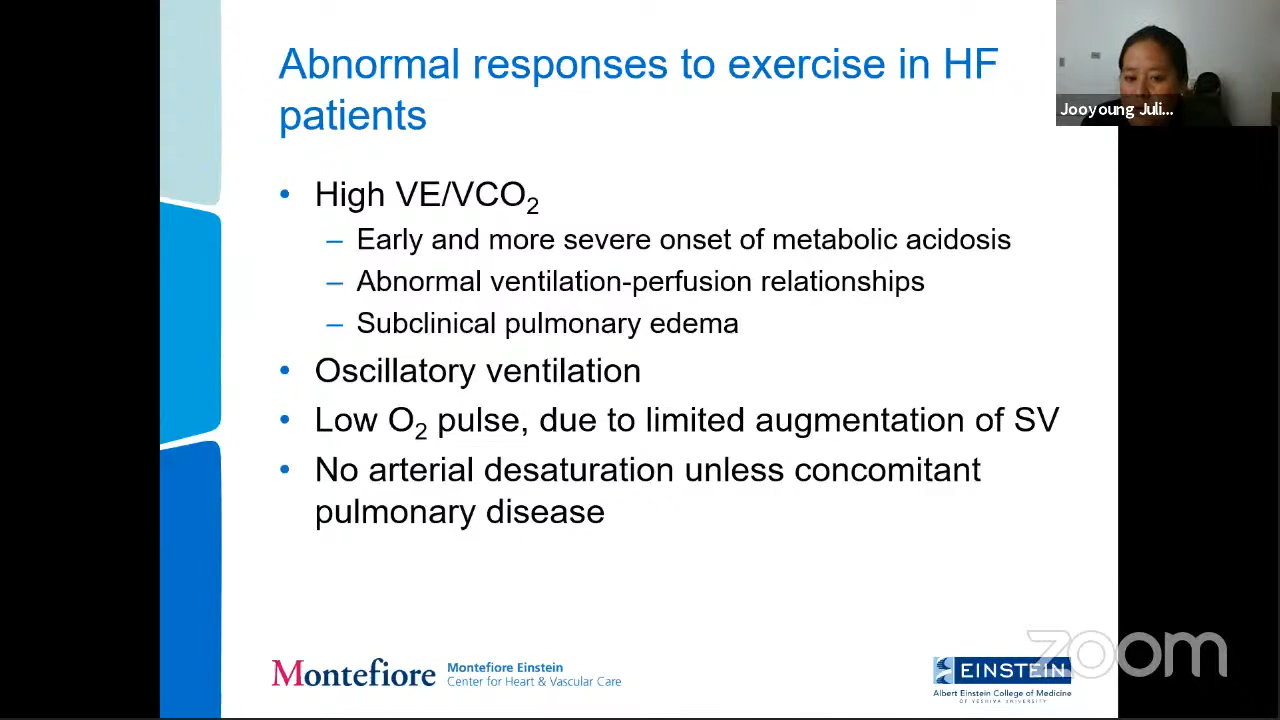 Abnormal responses to exercise in HF
patients
Jooyoung Juli...
• High VE/VCO₂
– Early and more severe onset of metabolic acidosis
– Abnormal ventilation-perfusion relationships
– Subclinical pulmonary edema
• Oscillatory ventilation
• Low O₂ pulse, due to limited augmentation of SV
• No arterial desaturation unless concomitant
pulmonary disease
Montefiore
Montefiore Einstein
Center for Heart & Vascular Care
EINSTEIN
Albert Einstein College of Medicine
OF YESHIVA UNIVERSITY
zoom